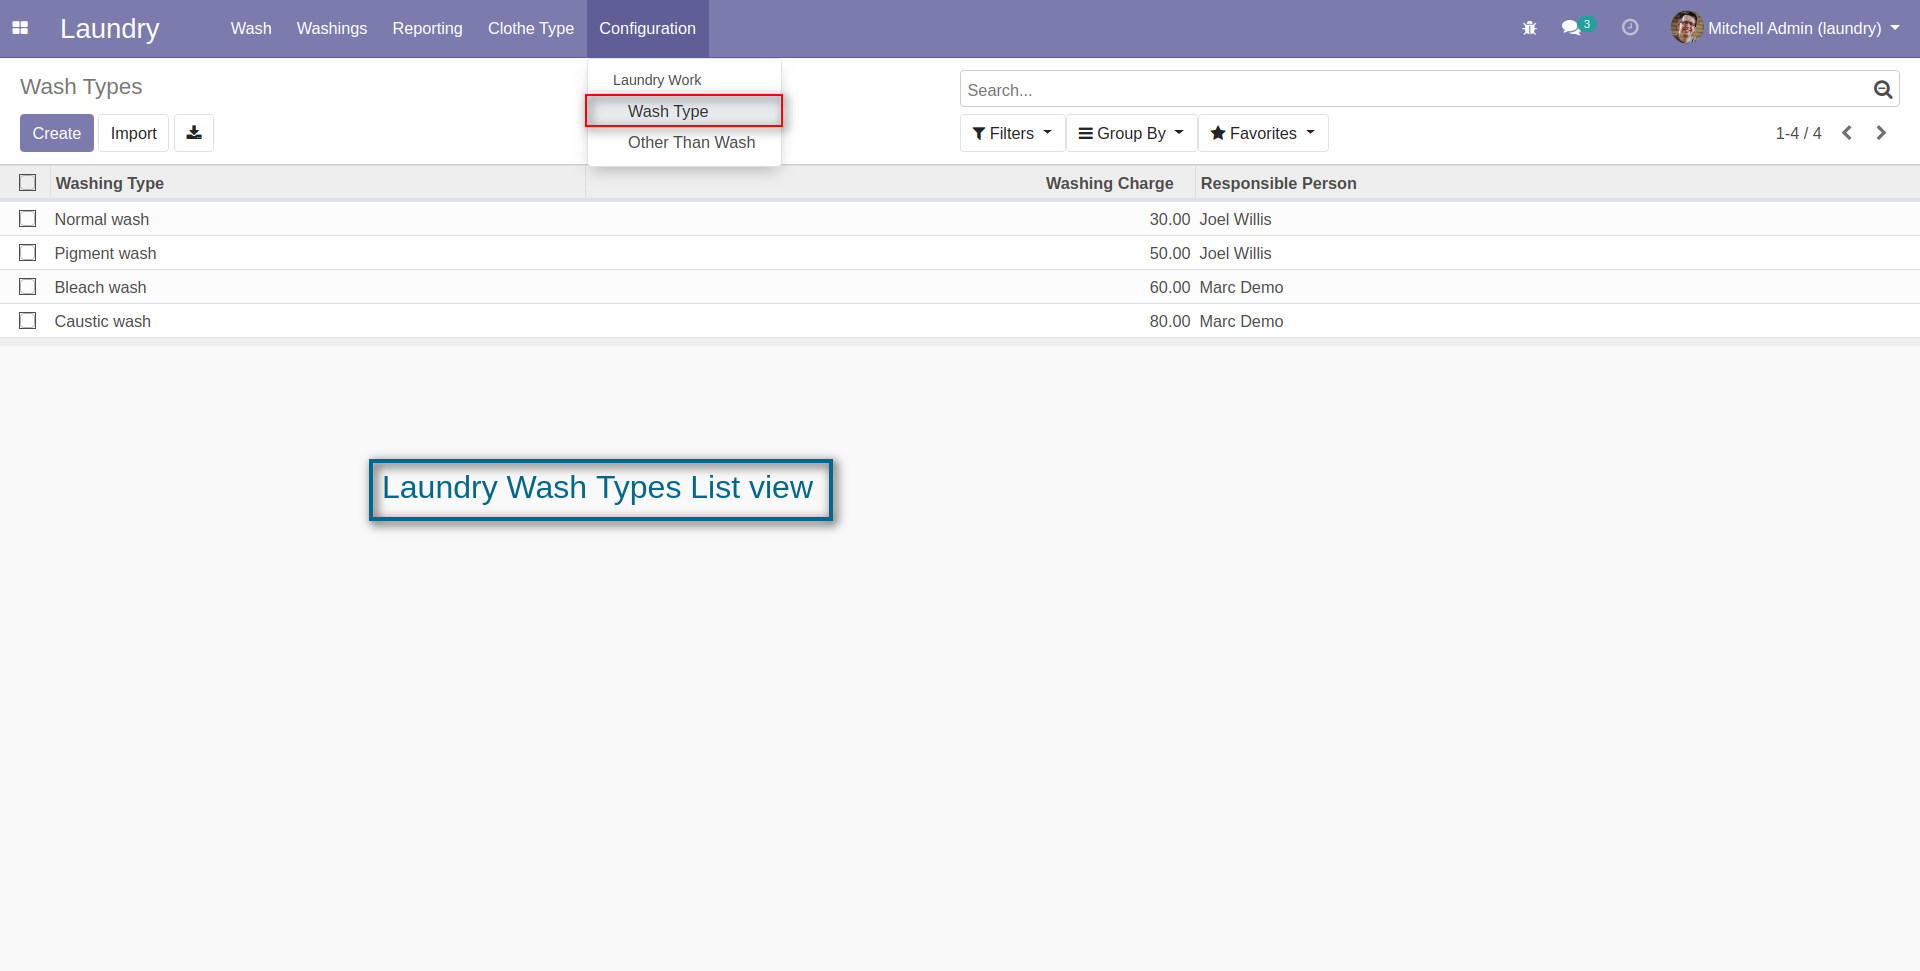 Laundry Wash Washings Reporting Clothe Type Configuration 3 Mitchell Admin (laundry)
Wash Types
Laundry Work
Wash Type
Other Than Wash
Search...
Create Import
Filters Group By Favorites 1-4 / 4
Washing Type Washing Charge Responsible Person
Normal wash 30.00 Joel Willis
Pigment wash 50.00 Joel Willis
Bleach wash 60.00 Marc Demo
Caustic wash 80.00 Marc Demo
Laundry Wash Types List view